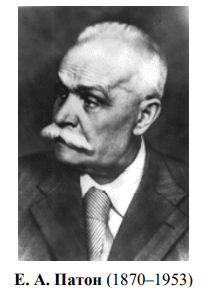 Е. А. Патон (1870–1953)